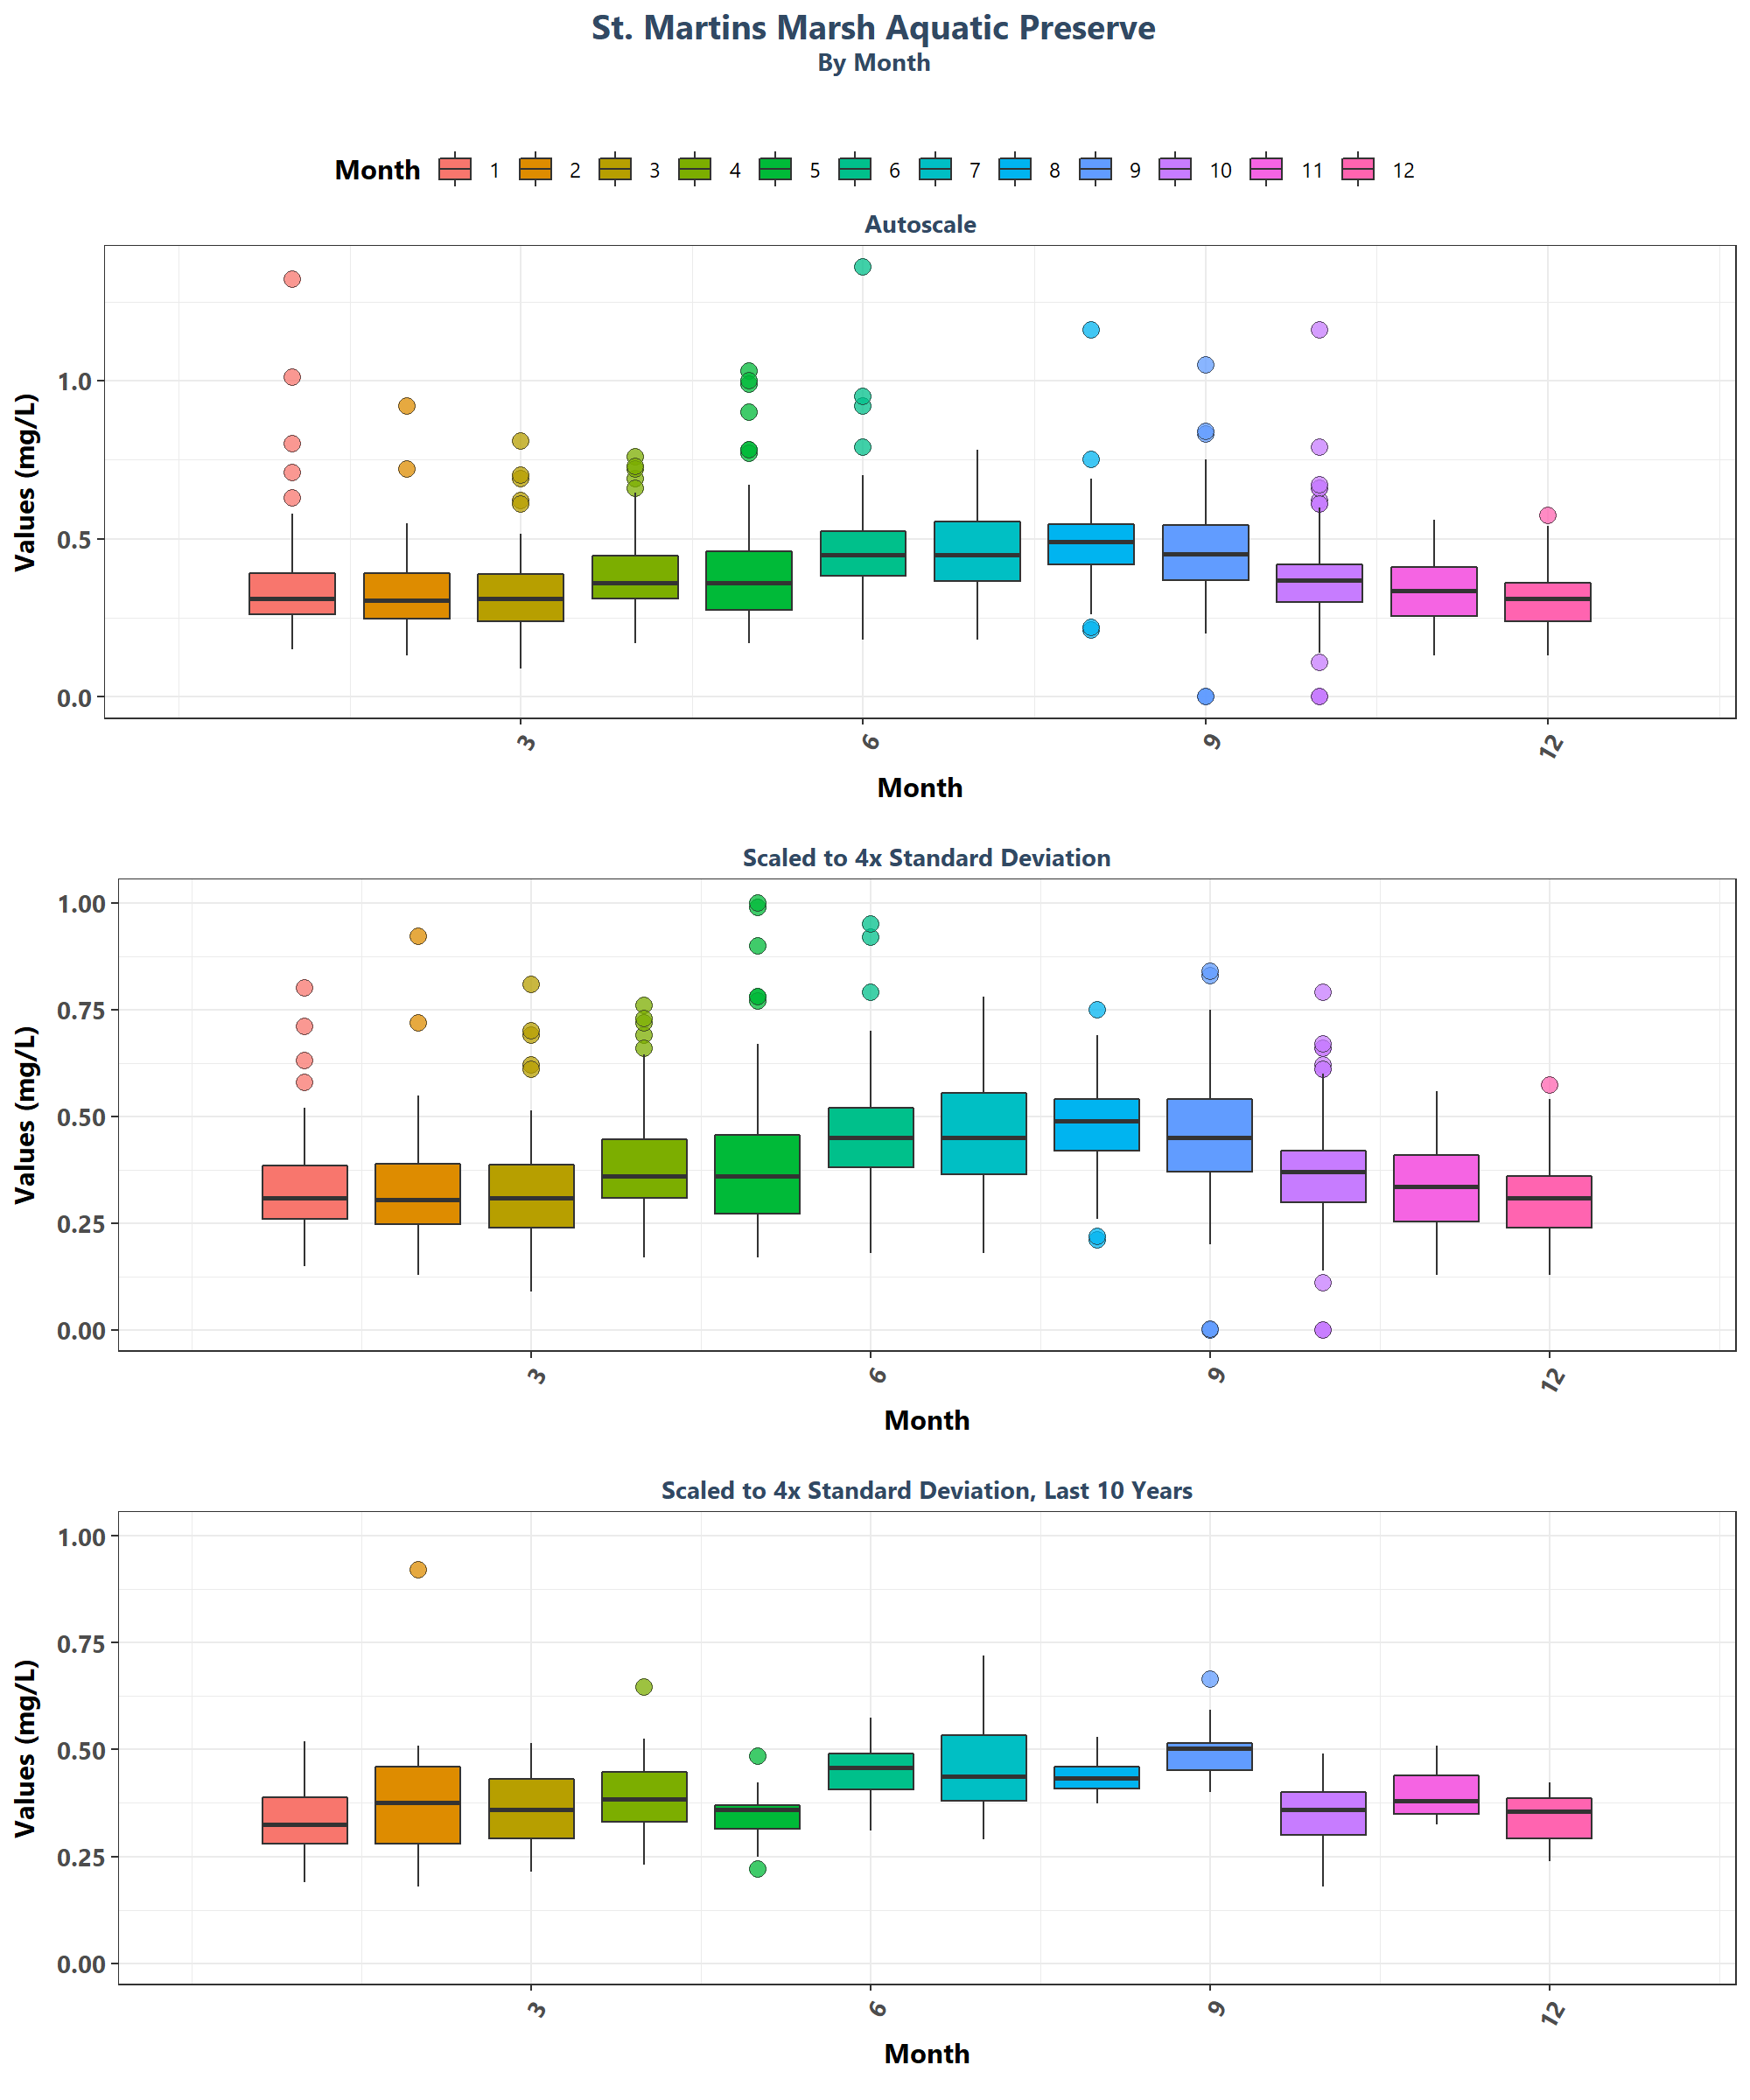 St. Martins Marsh Aquatic Preserve
By Month
Month 1 2 3 4 5 6 7 8 9 10 11 12
Autoscale
Values (mg/L)
1.0
0.5
0.0
3 6 9 12
Month
Scaled to 4x Standard Deviation
Values (mg/L)
1.00
0.75
0.50
0.25
0.00
3 6 9 12
Month
Scaled to 4x Standard Deviation, Last 10 Years
Values (mg/L)
1.00
0.75
0.50
0.25
0.00
3 6 9 12
Month